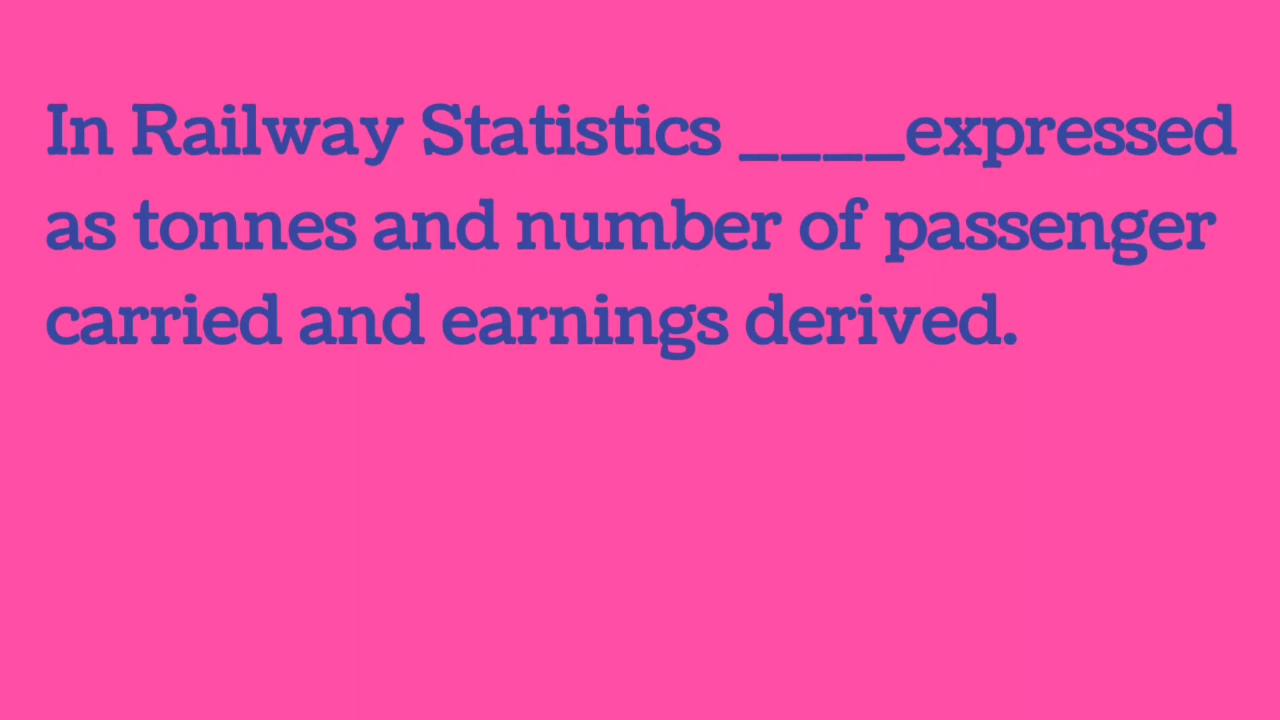 In Railway Statistics ____expressed
as tonnes and number of passenger
carried and earnings derived.